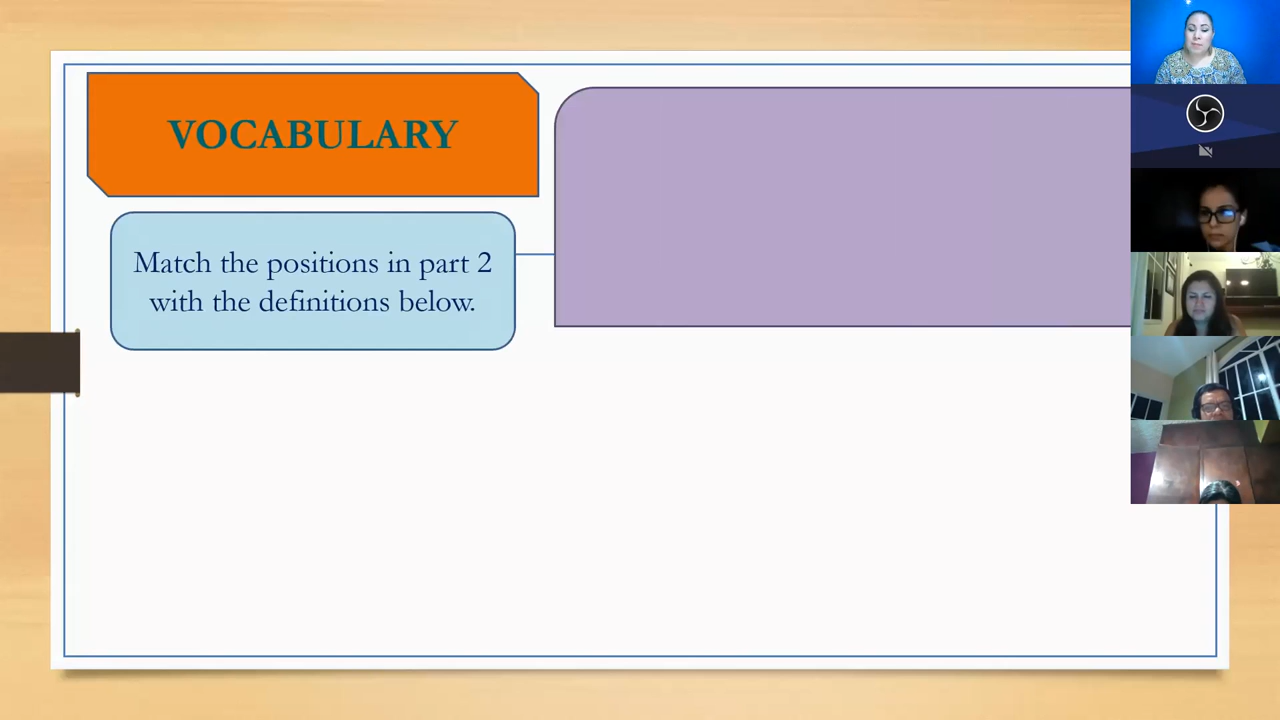 VOCABULARY
Match the positions in part 2
with the definitions below.